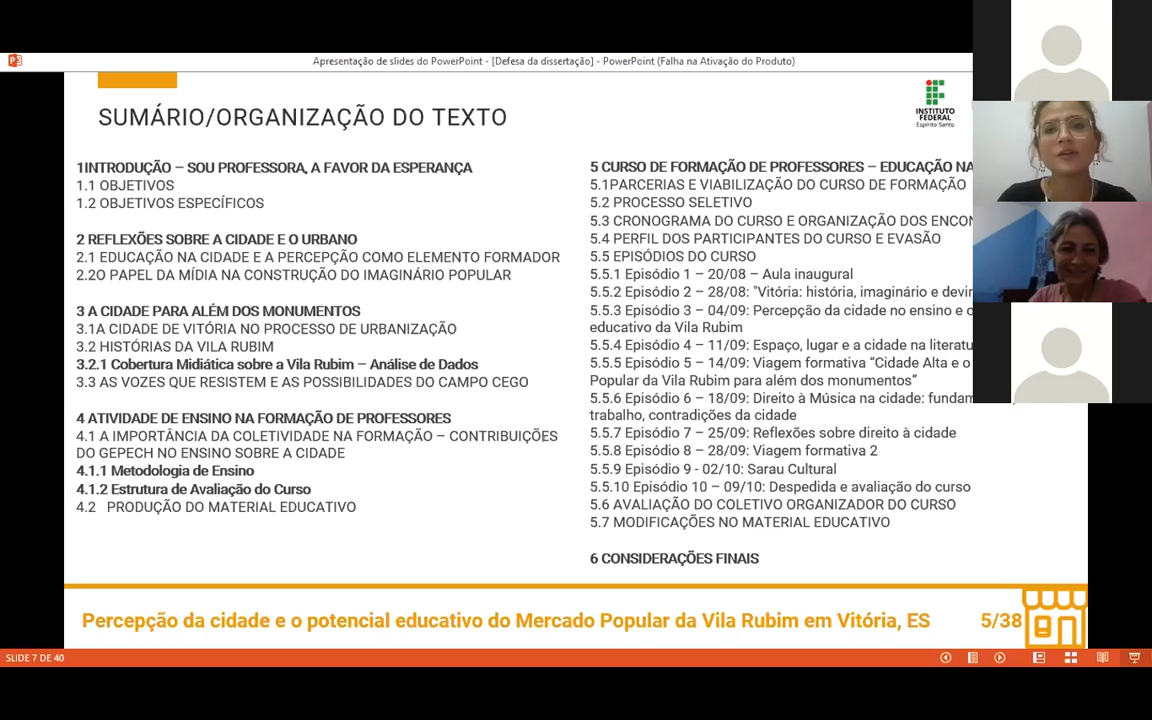 Apresentação de slides do PowerPoint - [Defesa da dissertação] - PowerPoint (Falha na Ativação do Produto)
SUMÁRIO/ORGANIZAÇÃO DO TEXTO
INSTITUTO
FEDERAL
Espírito Santo
1INTRODUÇÃO – SOU PROFESSORA, A FAVOR DA ESPERANÇA
1.1 OBJETIVOS
1.2 OBJETIVOS ESPECÍFICOS
2 REFLEXÕES SOBRE A CIDADE E O URBANO
2.1 EDUCAÇÃO NA CIDADE E A PERCEPÇÃO COMO ELEMENTO FORMADOR
2.2O PAPEL DA MÍDIA NA CONSTRUÇÃO DO IMAGINÁRIO POPULAR
3 A CIDADE PARA ALÉM DOS MONUMENTOS
3.1A CIDADE DE VITÓRIA NO PROCESSO DE URBANIZAÇÃO
3.2 HISTÓRIAS DA VILA RUBIM
3.2.1 Cobertura Midiática sobre a Vila Rubim – Análise de Dados
3.3 AS VOZES QUE RESISTEM E AS POSSIBILIDADES DO CAMPO CEGO
4 ATIVIDADE DE ENSINO NA FORMAÇÃO DE PROFESSORES
4.1 A IMPORTÂNCIA DA COLETIVIDADE NA FORMAÇÃO – CONTRIBUIÇÕES
DO GEPECH NO ENSINO SOBRE A CIDADE
4.1.1 Metodologia de Ensino
4.1.2 Estrutura de Avaliação do Curso
4.2 PRODUÇÃO DO MATERIAL EDUCATIVO
5 CURSO DE FORMAÇÃO DE PROFESSORES – EDUCAÇÃO NA
5.1PARCERIAS E VIABILIZAÇÃO DO CURSO DE FORMAÇÃO
5.2 PROCESSO SELETIVO
5.3 CRONOGRAMA DO CURSO E ORGANIZAÇÃO DOS
5.4 PERFIL DOS PARTICIPANTES DO CURSO E EVASÃO
5.5 EPISÓDIOS DO CURSO
5.5.1 Episódio 1 – 20/08 – Aula inaugural
5.5.2 Episódio 2 – 28/08: "Vitória: história, imaginário e
5.5.3 Episódio 3 – 04/09: Percepção da cidade no ensino e o
educativo da Vila Rubim
5.5.4 Episódio 4 – 11/09: Espaço, lugar e a cidade na
5.5.5 Episódio 5 – 14/09: Viagem formativa “Cidade Alta e o
Popular da Vila Rubim para além dos monumentos”
5.5.6 Episódio 6 – 18/09: Direito à Música na cidade:
trabalho, contradições da cidade
5.5.7 Episódio 7 – 25/09: Reflexões sobre direito à cidade
5.5.8 Episódio 8 – 28/09: Viagem formativa 2
5.5.9 Episódio 9 - 02/10: Sarau Cultural
5.5.10 Episódio 10 – 09/10: Despedida e avaliação do curso
5.6 AVALIAÇÃO DO COLETIVO ORGANIZADOR DO CURSO
5.7 MODIFICAÇÕES NO MATERIAL EDUCATIVO
6 CONSIDERAÇÕES FINAIS
Percepção da cidade e o potencial educativo do Mercado Popular da Vila Rubim em Vitória, ES
5/38
SLIDE 7 DE 40